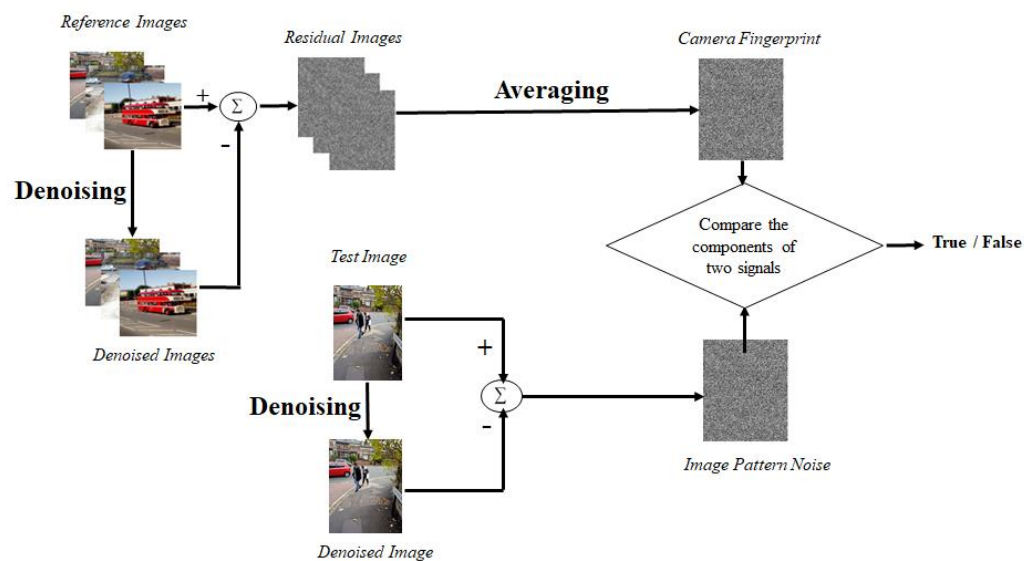 Reference Images
Residual Images
Camera Fingerprint
+
Σ
Averaging
-
Denoising
Compare the
components of
two signals
True / False
Test Image
Denoised Images
+
Σ
Denoising
-
Image Pattern Noise
Denoised Image